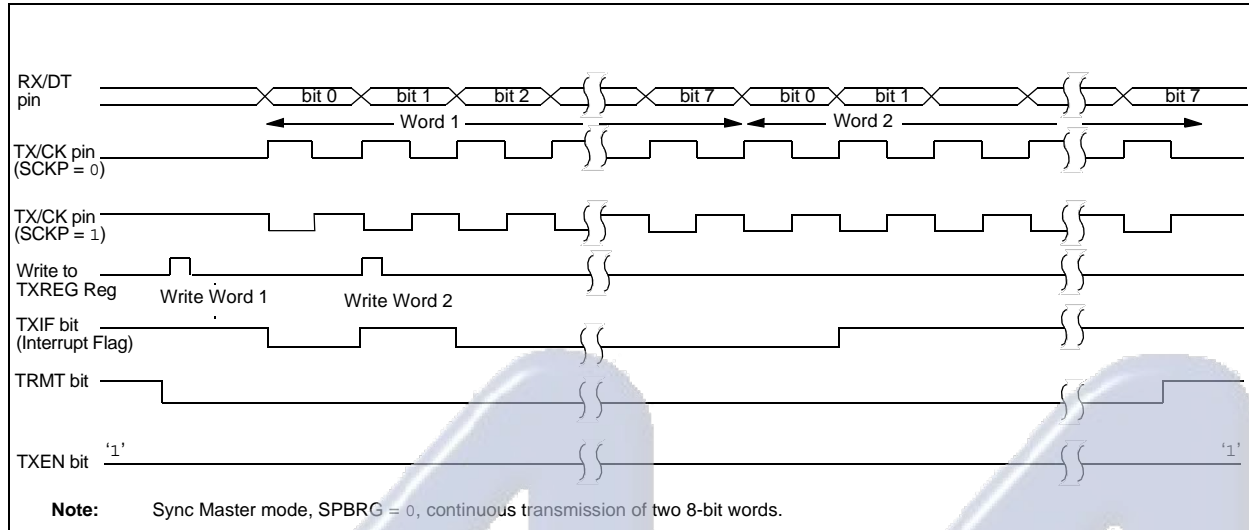 RX/DT
pin
bit 0 bit 1 bit 2 bit 7 bit 0 bit 1 bit 7
Word 1 Word 2
TX/CK pin
(SCKP = 0)
TX/CK pin
(SCKP = 1)
Write to
TXREG Reg
Write Word 1 Write Word 2
TXIF bit
(Interrupt Flag)
TRMT bit
TXEN bit ‘1’ ‘1’
Note: Sync Master mode, SPBRG = 0, continuous transmission of two 8-bit words.